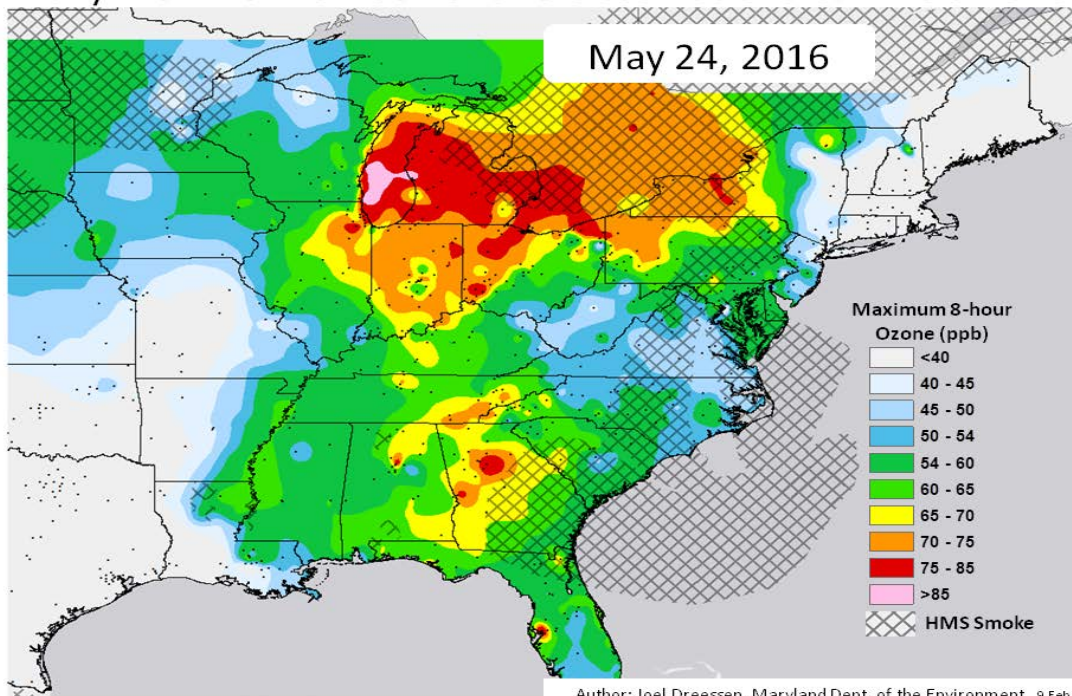 May 24, 2016
Maximum 8-hour
Ozone (ppb)
<40
40 - 45
45 - 50
50 - 54
54 - 60
60 - 65
65 - 70
70 - 75
75 - 85
>85
HMS Smoke
Author: Joel Dreessen, Maryland Dept. of the Environment